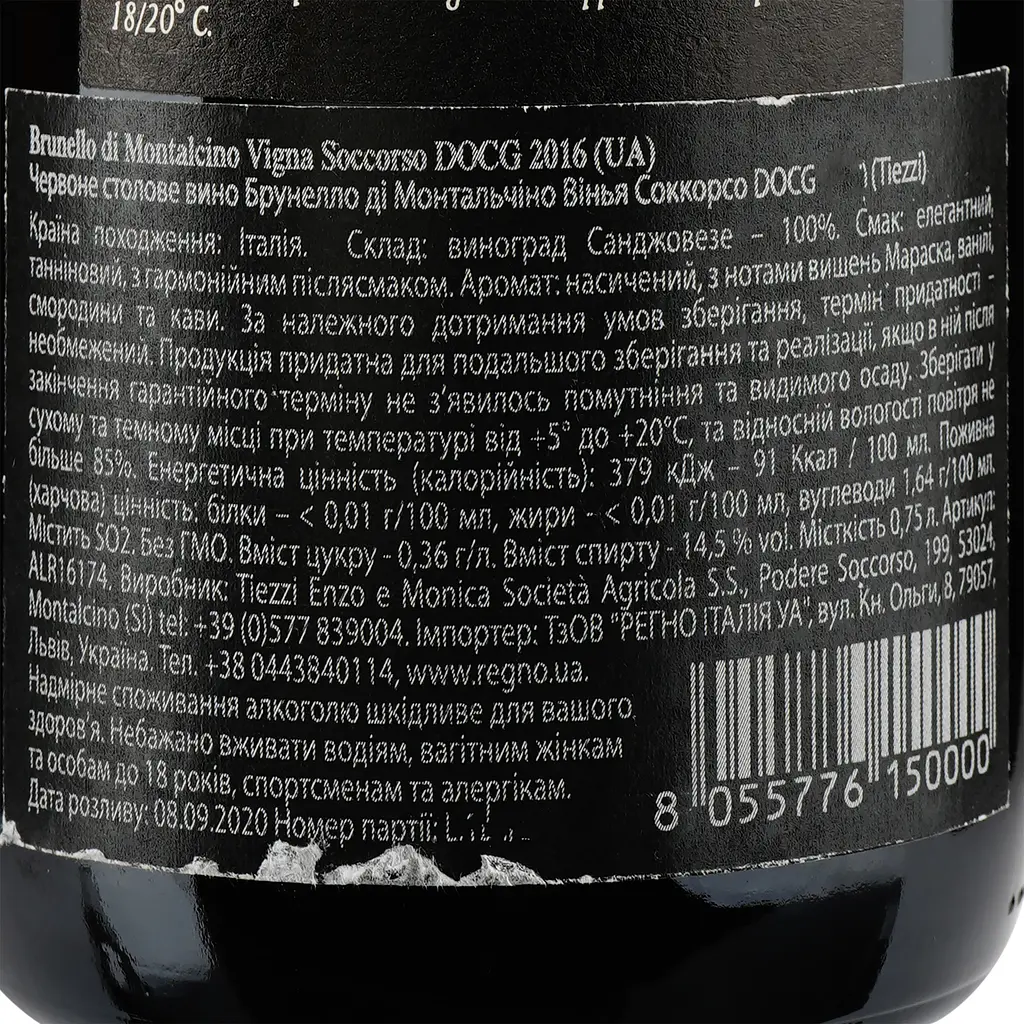 18/20° C.
Brunello di Montalcino Vigna Soccorso DOCG 2016 (UA)
Червоне столове вино Брунелло ді Монтальчіно Вінья Соккорсо DOCG (Tiezzi)
Країна походження: Італія. Склад: виноград Санджовезе – 100%. Смак: елегантний,
танніновий, з гармонійним післясмаком. Аромат: насичений, з нотами вишень Мараска, ванілі,
смородини та кави. За належного дотримання умов зберігання, термін придатності –
необмежений. Продукція придатна для подальшого зберігання та реалізації, якщо в ній після
закінчення гарантійного терміну не з'явилось помутніння та видимого осаду. Зберігати у
сухому та темному місці при температурі від +5° до +20°C, та відносній вологості повітря не
більше 85%. Енергетична цінність (калорійність): 379 кДж – 91 Ккал / 100 мл. Поживна
(харчова) цінність: білки – < 0,01 г/100 мл, жири - < 0,01 г/100 мл, вуглеводи 1,64 г/100 мл.
Містить SO2. Без ГМО. Вміст цукру - 0,36 г/л. Вміст спирту - 14,5 % vol. Місткість 0,75 л. Артикул:
ALR16174. Виробник: Tiezzi Enzo e Monica Società Agricola S.S., Podere Soccorso, 199, 53024,
Montalcino (SI) tel: +39 (0)577 839004. Імпортер: ТзОВ "РЕГНО ІТАЛІЯ УА", вул. Кн. Ольги, 8, 79057,
Львів, Україна. Тел. +38 0443840114, www.regno.ua.
Надмірне споживання алкоголю шкідливе для вашого
здоров'я. Небажано вживати водіям, вагітним жінкам
та особам до 18 років, спортсменам та алергікам.
Дата розливу: 08.09.2020 Номер партії:
8 055776 150000